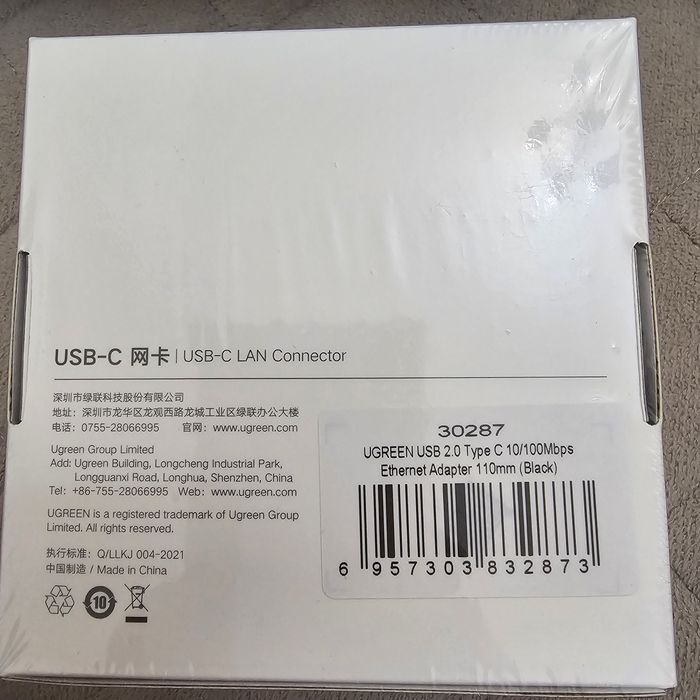 USB-C 网卡 | USB-C LAN Connector
深圳市绿联科技股份有限公司
地址：深圳市龙华区龙观西路龙城工业区绿联办公大楼
电话：0755-28066995 官网：www.ugreen.com
Ugreen Group Limited
Add: Ugreen Building, Longcheng Industrial Park,
Longguanxi Road, Longhua, Shenzhen, China
Tel： +86-755-28066995 Web： www.ugreen.com
UGREEN is a registered trademark of Ugreen Group
Limited. All rights reserved.
执行标准：Q/LLKJ 004-2021
中国制造 / Made in China
10
30287
UGREEN USB 2.0 Type C 10/100Mbps
Ethernet Adapter 110mm (Black)
6 957303 832873